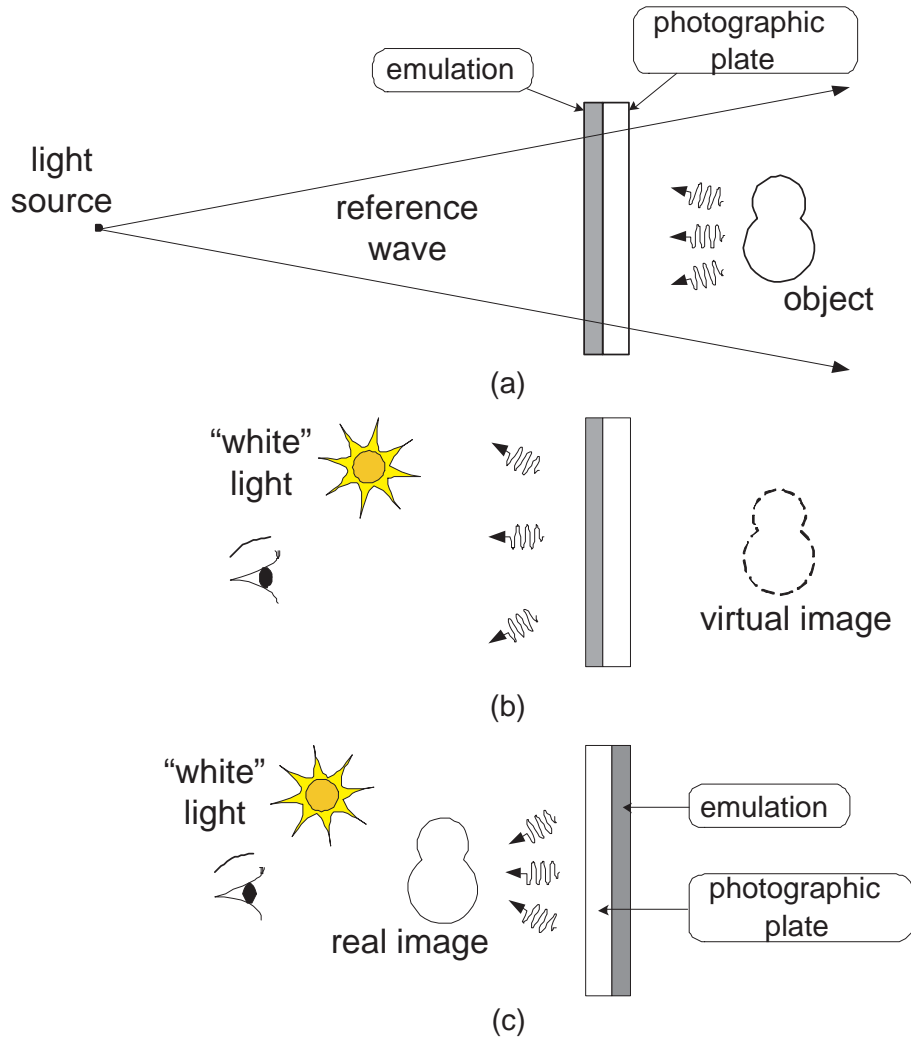 photographic
plate
emulation
light
source
reference
wave
object
(a)
“white”
light
virtual image
(b)
“white”
light
emulation
photographic
plate
real image
(c)